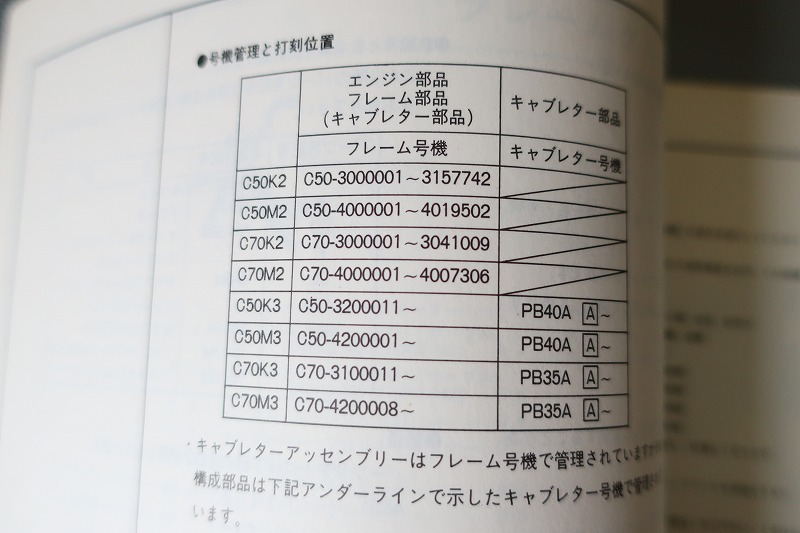 ●号機管理と打刻位置
エンジン部品
フレーム部品
(キャブレター部品)
キャブレター部品
フレーム号機
キャブレター号機
C50K2 C50-3000001～3157742
C50M2 C50-4000001～4019502
C70K2 C70-3000001～3041009
C70M2 C70-4000001～4007306
C50K3 C50-3200011～ PB40A A～
C50M3 C50-4200001～ PB40A A～
C70K3 C70-3100011～ PB35A A～
C70M3 C70-4200008～ PB35A A～
・キャブレターアッセンブリーはフレーム号機で管理されています
構成部品は下記アンダーラインで示したキャブレター号機で管理
います。